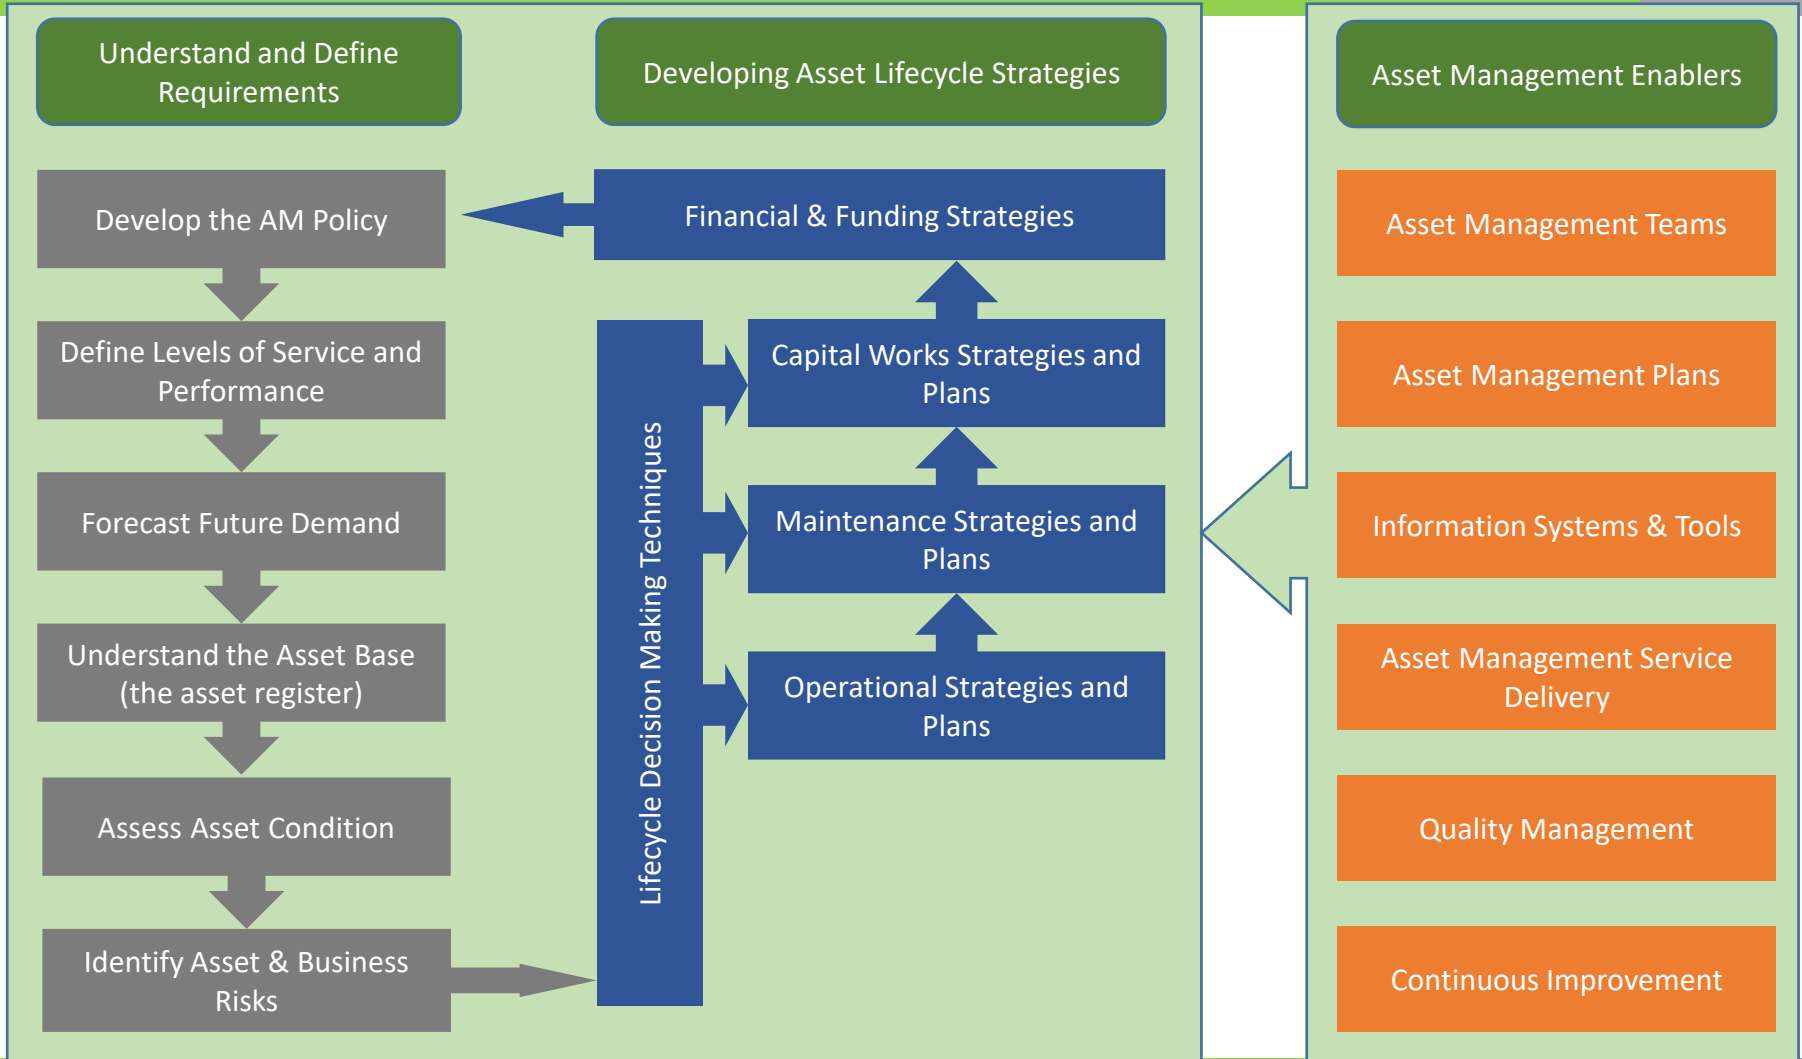 Understand and Define
Requirements
Develop the AM Policy
Define Levels of Service and
Performance
Forecast Future Demand
Understand the Asset Base
(the asset register)
Assess Asset Condition
Identify Asset & Business
Risks
Developing Asset Lifecycle Strategies
Financial & Funding Strategies
Lifecycle Decision Making Techniques
Capital Works Strategies and
Plans
Maintenance Strategies and
Plans
Operational Strategies and
Plans
Asset Management Enablers
Asset Management Teams
Asset Management Plans
Information Systems & Tools
Asset Management Service
Delivery
Quality Management
Continuous Improvement